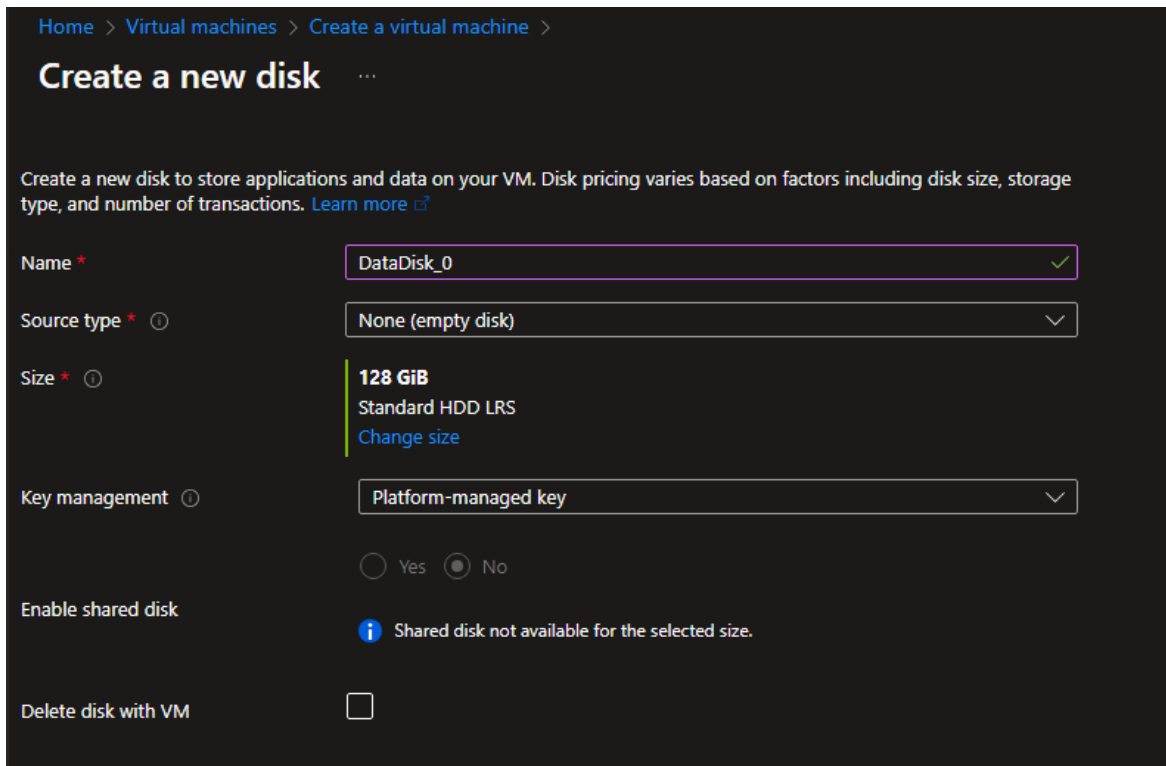 Home > Virtual machines > Create a virtual machine >
Create a new disk ...
Create a new disk to store applications and data on your VM. Disk pricing varies based on factors including disk size, storage
type, and number of transactions. Learn more
Name *
DataDisk_0
Source type *
None (empty disk)
Size *
128 GiB
Standard HDD LRS
Change size
Key management
Platform-managed key
Yes No
Enable shared disk
Shared disk not available for the selected size.
Delete disk with VM